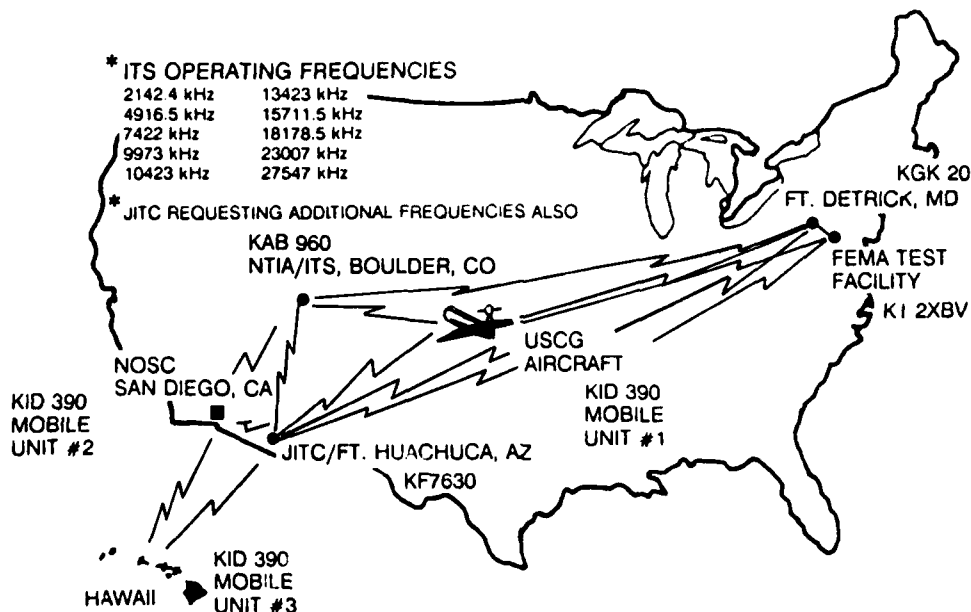 * ITS OPERATING FREQUENCIES
2142.4 kHz 13423 kHz
4916.5 kHz 15711.5 kHz
7422 kHz 18178.5 kHz
9973 kHz 23007 kHz
10423 kHz 27547 kHz
* JITC REQUESTING ADDITIONAL FREQUENCIES ALSO
KGK 20
FT. DETRICK, MD
KAB 960
NTIA/ITS, BOULDER, CO
FEMA TEST
FACILITY
KI 2XBV
USCG
AIRCRAFT
NOSC
SAN DIEGO, CA
KID 390
MOBILE
UNIT #2
KID 390
MOBILE
UNIT #1
JITC/FT. HUACHUCA, AZ
KF7630
KID 390
MOBILE
UNIT #3
HAWAII